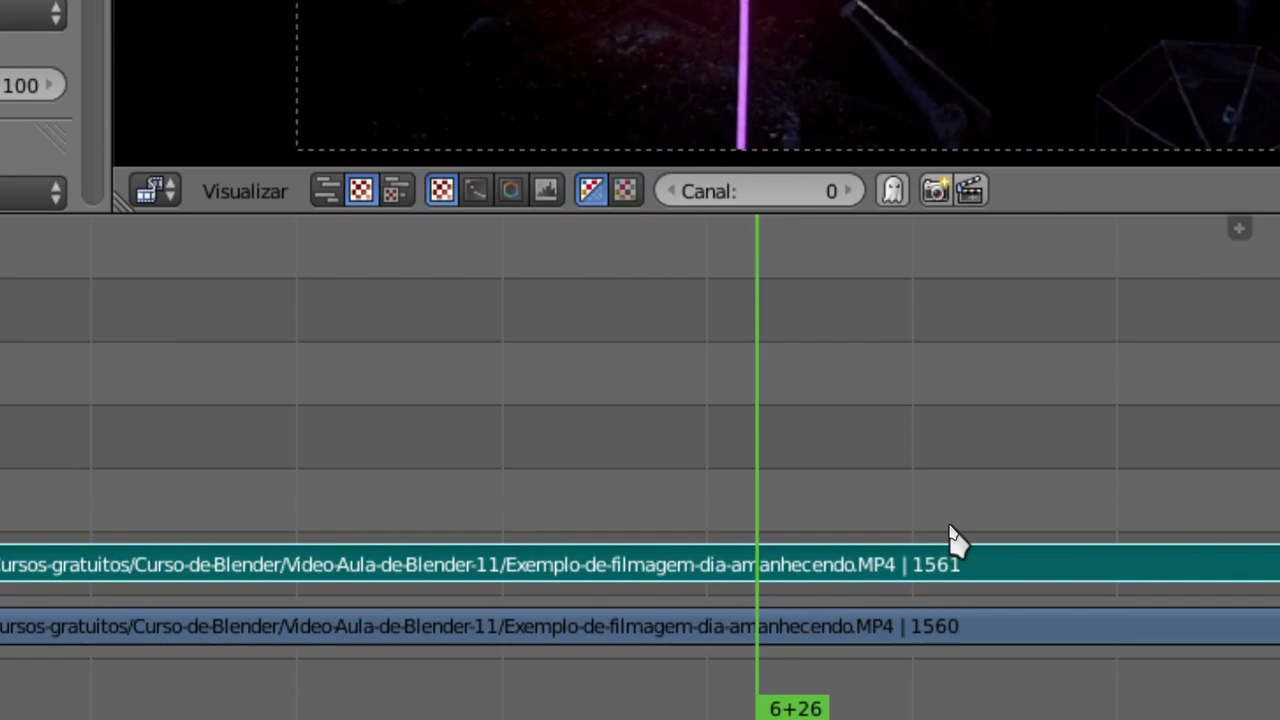 100
Visualizar
Canal: 0
ursos-gratuitos/Curso-de-Blender/Video-Aula-de-Blender-11/Exemplo-de-filmagem-dia-amanhecendo.MP4 | 1561
ursos-gratuitos/Curso-de-Blender/Video-Aula-de-Blender-11/Exemplo-de-filmagem-dia-amanhecendo.MP4 | 1560
6+26